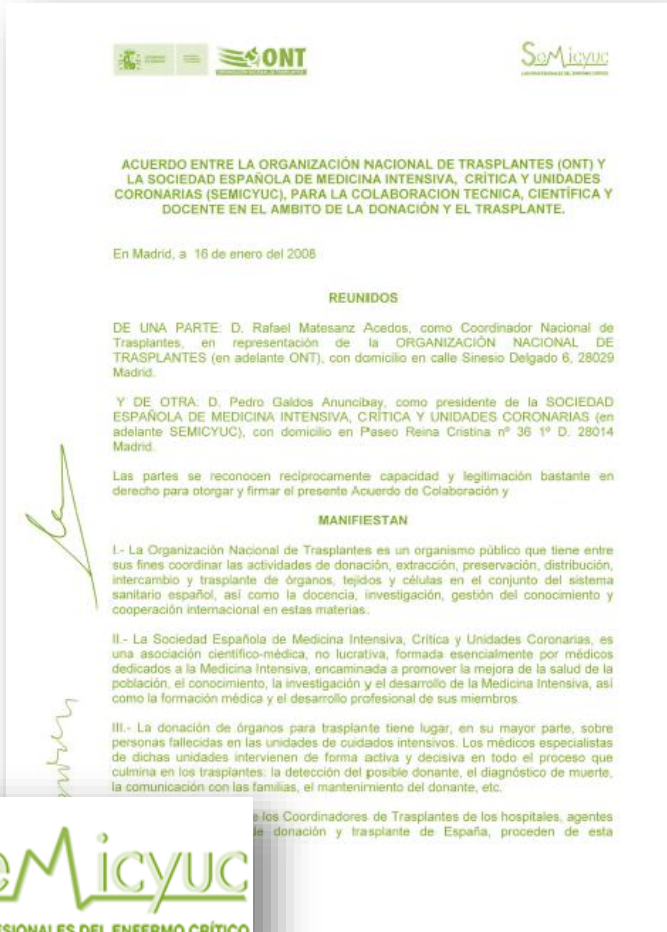 ONT
SeMicyuc
ACUERDO ENTRE LA ORGANIZACIÓN NACIONAL DE TRASPLANTES (ONT) Y
LA SOCIEDAD ESPAÑOLA DE MEDICINA INTENSIVA, CRÍTICA Y UNIDADES
CORONARIAS (SEMICYUC), PARA LA COLABORACION TECNICA, CIENTÍFICA Y
DOCENTE EN EL AMBITO DE LA DONACIÓN Y EL TRASPLANTE.
En Madrid, a 16 de enero del 2008
REUNIDOS
DE UNA PARTE: D. Rafael Matesanz Acedos, como Coordinador Nacional de
Trasplantes, en representación de la ORGANIZACIÓN NACIONAL DE
TRASPLANTES (en adelante ONT), con domicilio en calle Sinesio Delgado 6, 28029
Madrid.
Y DE OTRA: D. Pedro Galdos Anuncibay, como presidente de la SOCIEDAD
ESPAÑOLA DE MEDICINA INTENSIVA, CRÍTICA Y UNIDADES CORONARIAS (en
adelante SEMICYUC), con domicilio en Paseo Reina Cristina nº 36 1º D. 28014
Madrid.
Las partes se reconocen recíprocamente capacidad y legitimación bastante en
derecho para otorgar y firmar el presente Acuerdo de Colaboración y
MANIFIESTAN
I.- La Organización Nacional de Trasplantes es un organismo público que tiene entre
sus fines coordinar las actividades de donación, extracción, preservación, distribución,
intercambio y trasplante de órganos, tejidos y células en el conjunto del sistema
sanitario español, así como la docencia, investigación, gestión del conocimiento y
cooperación internacional en estas materias.
II.- La Sociedad Española de Medicina Intensiva, Crítica y Unidades Coronarias, es
una asociación científico-médica, no lucrativa, formada esencialmente por médicos
dedicados a la Medicina Intensiva, encaminada a promover la mejora de la salud de la
población, el conocimiento, la investigación y el desarrollo de la Medicina Intensiva, así
como la formación médica y el desarrollo profesional de sus miembros.
III.- La donación de órganos para trasplante tiene lugar, en su mayor parte, sobre
personas fallecidas en las unidades de cuidados intensivos. Los médicos especialistas
de dichas unidades intervienen de forma activa y decisiva en todo el proceso que
culmina en los trasplantes: la detección del posible donante, el diagnóstico de muerte,
la comunicación con las familias, el mantenimiento del donante, etc.
los Coordinadores de Trasplantes de los hospitales, agentes
donación y trasplante de España, proceden de esta
eMicyuc
ESIONALES DEL ENFERMO CRÍTICO